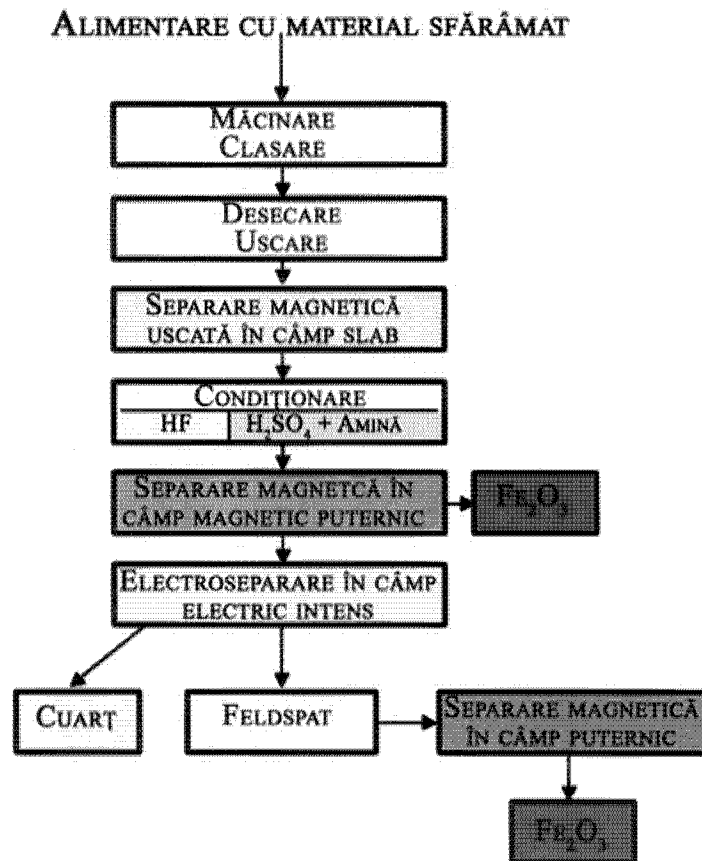 ALIMENTARE CU MATERIAL SFĂRÂMAT
MĂCINARE
CLASARE
DESECARE
USCARE
SEPARARE MAGNETICĂ
USCATĂ ÎN CÂMP SLAB
CONDIȚIONARE
HF
H₂SO₄ + AMINĂ
SEPARARE MAGNETCĂ ÎN
CÂMP MAGNETIC PUTERNIC
FE₂O₃
ELECTROSEPARARE ÎN CÂMP
ELECTRIC INTENS
CUARȚ
FELDSPAT
SEPARARE MAGNETICĂ
ÎN CÂMP PUTERNIC
FE₂O₃